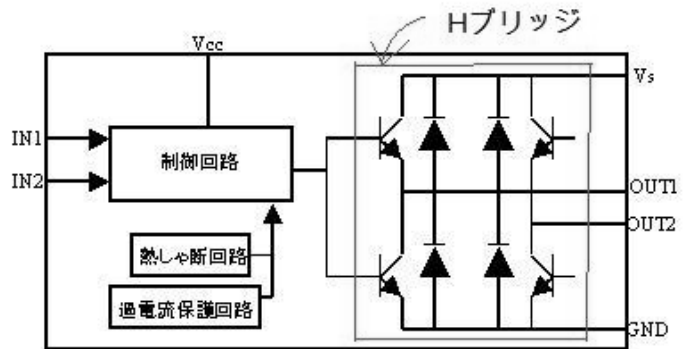 Hブリッジ
Vcc
Vs
IN1
制御回路
IN2
OUT1
OUT2
熱しゃ断回路
過電流保護回路
GND